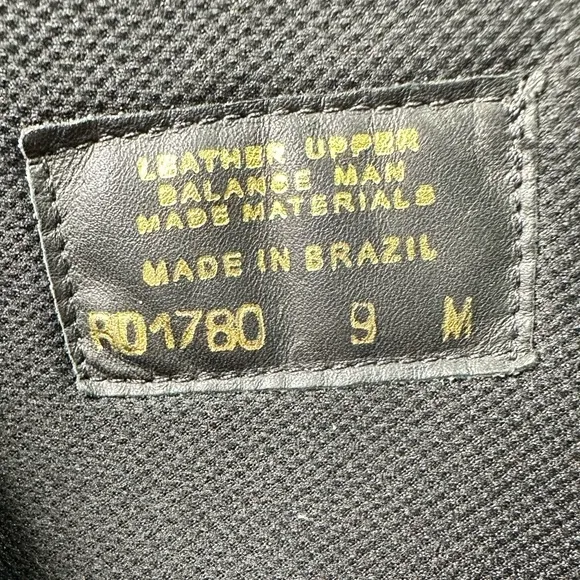 LEATHER UPPER
BALANCE MAN
MADE MATERIALS
MADE IN BRAZIL
R01780 9 M